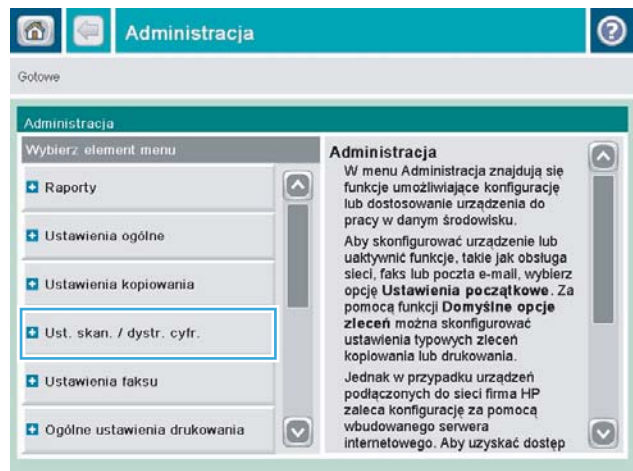 Administracja
?
Gotowe
Administracja
Wybierz element menu
Raporty
Ustawienia ogólne
Ustawienia kopiowania
Ust. skan. / dystr. cyfr.
Ustawienia faksu
Ogólne ustawienia drukowania
Administracja
W menu Administracja znajdują się
funkcje umożliwiające konfigurację
lub dostosowanie urządzenia do
pracy w danym środowisku.
Aby skonfigurować urządzenie lub
uaktywnić funkcje, takie jak obsługa
sieci, faks lub poczta e-mail, wybierz
opcję Ustawienia początkowe. Za
pomocą funkcji Domyślne opcje
zleceń można skonfigurować
ustawienia typowych zleceń
kopiowania lub drukowania.
Jednak w przypadku urządzeń
podłączonych do sieci firma HP
zaleca konfigurację za pomocą
wbudowanego serwera
internetowego. Aby uzyskać dostęp